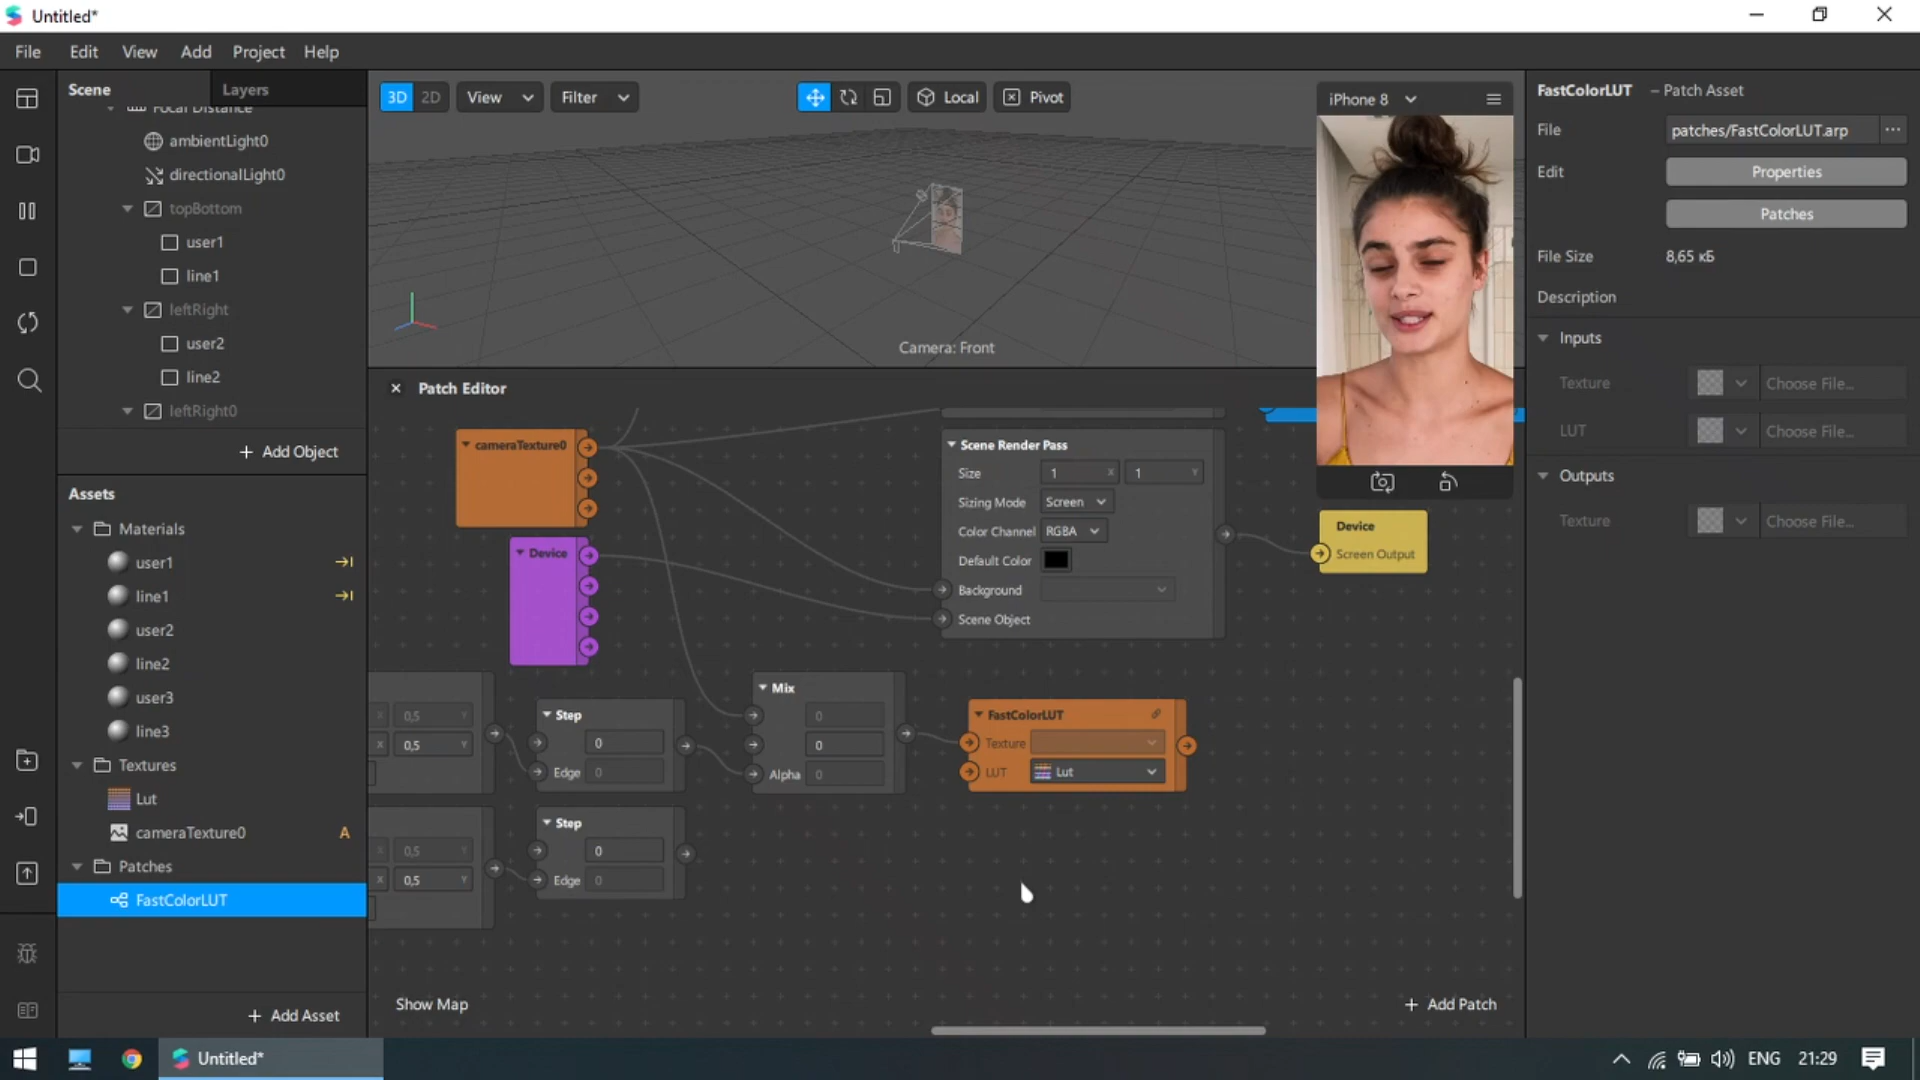 Untitled*
File Edit View Add Project Help
Scene Layers
Focal Distance
ambientLight0
directionalLight0
topBottom
user1
line1
leftRight
user2
line2
leftRight0
+ Add Object
Assets
Materials
user1
line1
user2
line2
user3
line3
Textures
Lut
cameraTexture0 A
Patches
FastColorLUT
+ Add Asset
3D 2D View Filter Local Pivot
Camera: Front
iPhone 8
Patch Editor
cameraTexture0
Device
Scene Render Pass
Size 1 X 1 Y
Sizing Mode Screen
Color Channel RGBA
Default Color
Background
Scene Object
Device
Screen Output
X 0,5 Y
X 0,5 Y
Step
0
Edge 0
Mix
0
0
Alpha 0
FastColorLUT
Texture
LUT Lut
X 0,5 Y
X 0,5 Y
Step
0
Edge 0
Show Map
+ Add Patch
FastColorLUT – Patch Asset
File patches/FastColorLUT.arp ...
Edit Properties
Patches
File Size 8,65 кБ
Description
Inputs
Texture Choose File...
LUT Choose File...
Outputs
Texture Choose File...
Untitled*
ENG 21:29